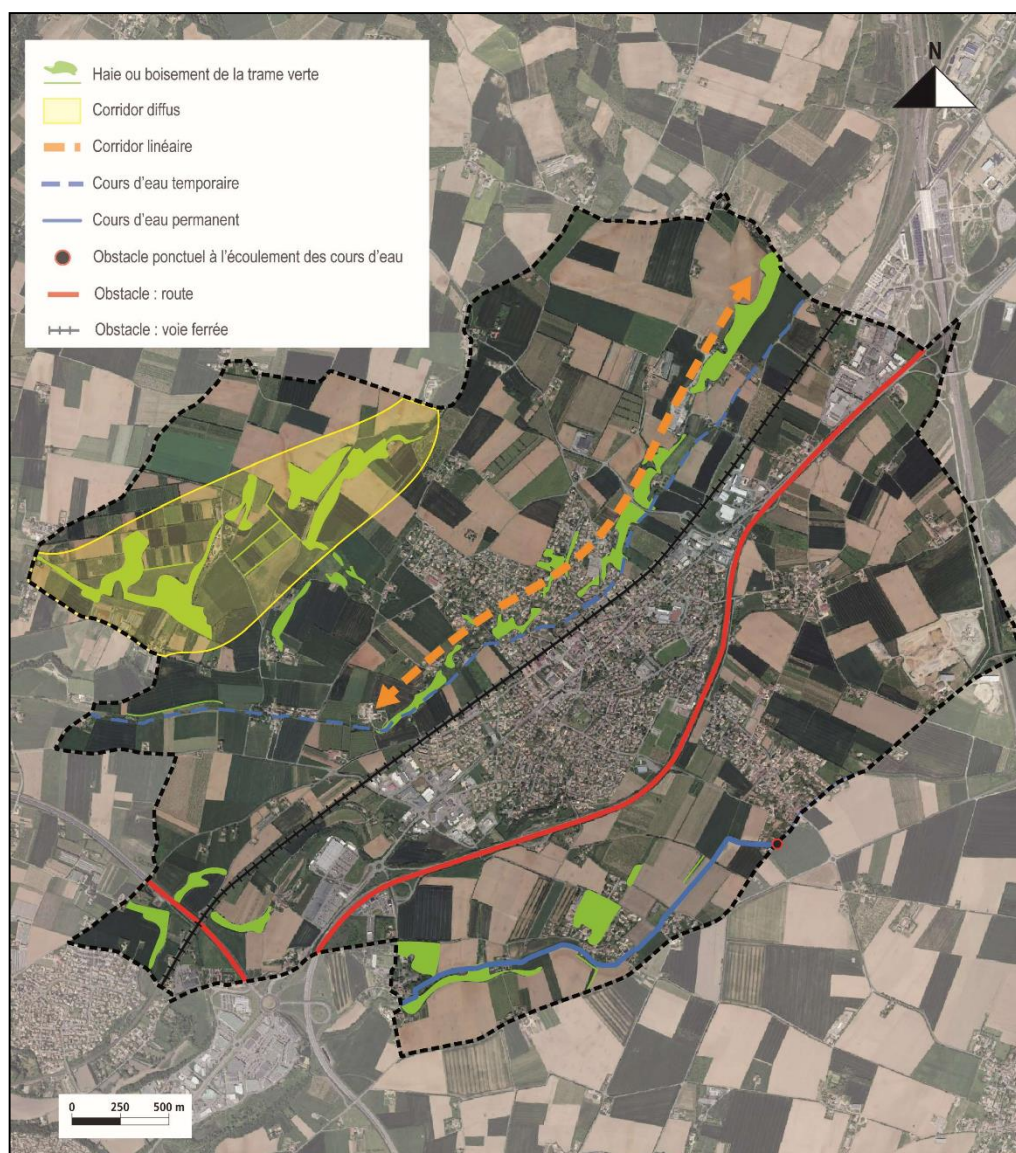 N
Haie ou boisement de la trame verte
Corridor diffus
Corridor linéaire
Cours d'eau temporaire
Cours d'eau permanent
Obstacle ponctuel à l'écoulement des cours d'eau
Obstacle : route
Obstacle : voie ferrée
0 250 500 m